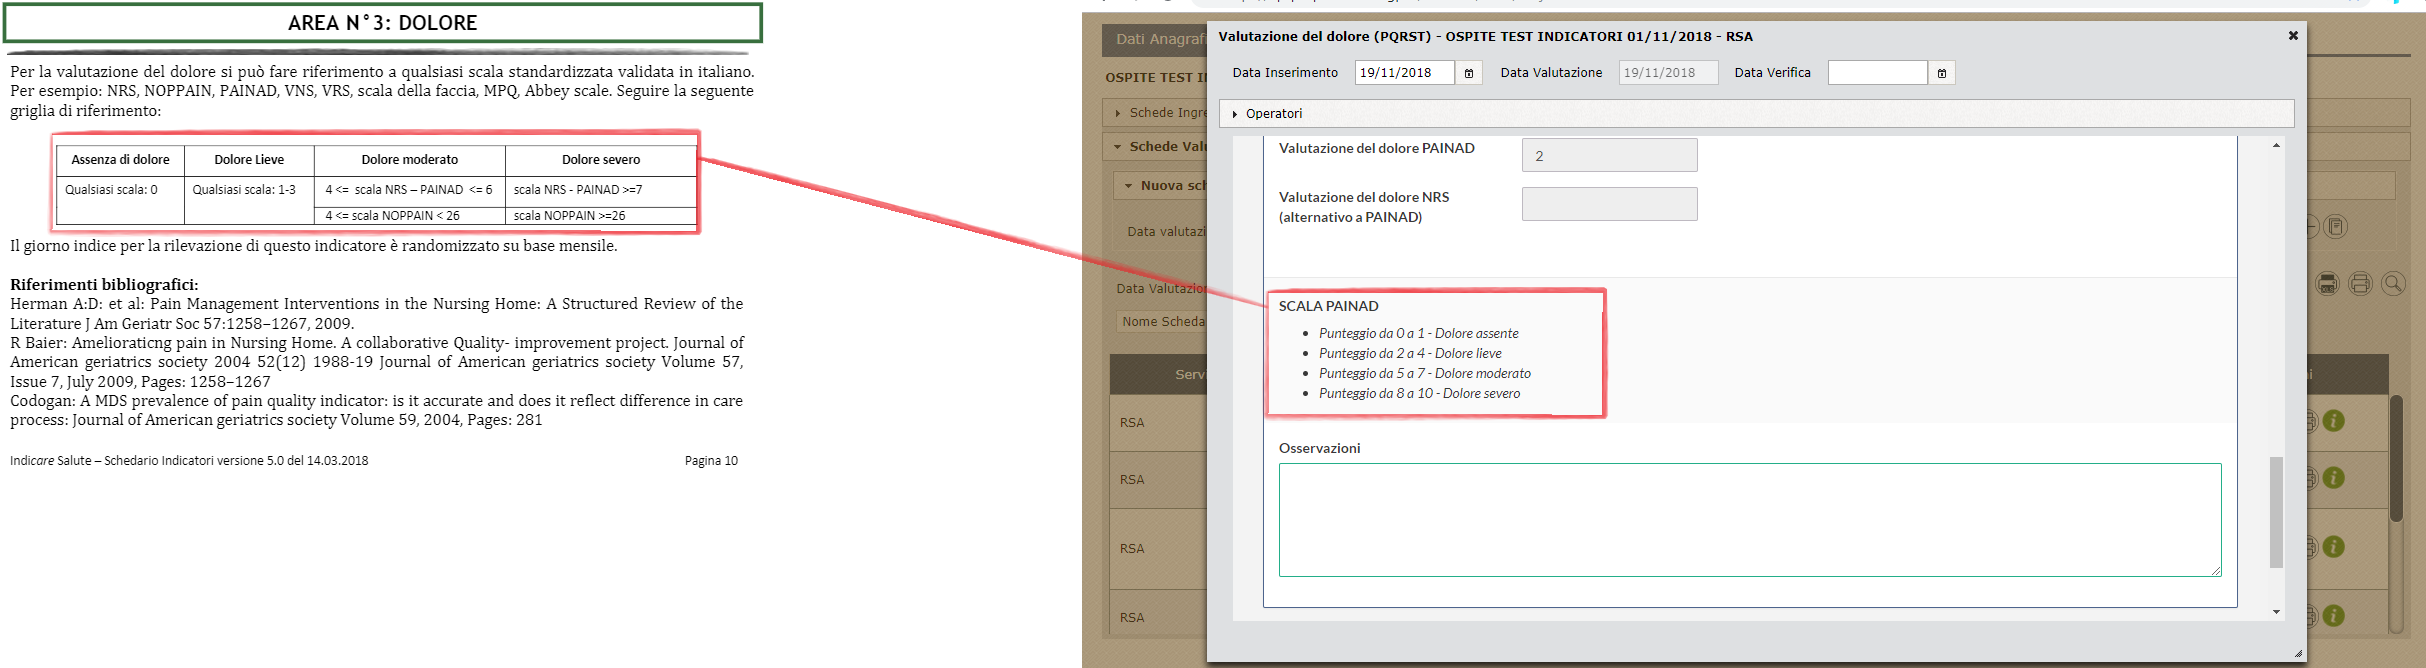 AREA N°3: DOLORE
Per la valutazione del dolore si può fare riferimento a qualsiasi scala standardizzata validata in italiano.
Per esempio: NRS, NOPPAIN, PAINAD, VNS, VRS, scala della faccia, MPQ, Abbey scale. Seguire la seguente
griglia di riferimento:
Assenza di dolore Dolore Lieve Dolore moderato Dolore severo
Qualsiasi scala: 0 Qualsiasi scala: 1-3 4 <= scala NRS – PAINAD <= 6 scala NRS - PAINAD >=7
4 <= scala NOPPAIN < 26 scala NOPPAIN >=26
Il giorno indice per la rilevazione di questo indicatore è randomizzato su base mensile.
Riferimenti bibliografici:
Herman A:D: et al: Pain Management Interventions in the Nursing Home: A Structured Review of the
Literature J Am Geriatr Soc 57:1258–1267, 2009.
R Baier: Amelioraticng pain in Nursing Home. A collaborative Quality- improvement project. Journal of
American geriatrics society 2004 52(12) 1988-19 Journal of American geriatrics society Volume 57,
Issue 7, July 2009, Pages: 1258–1267
Codogan: A MDS prevalence of pain quality indicator: is it accurate and does it reflect difference in care
process: Journal of American geriatrics society Volume 59, 2004, Pages: 281
Indicare Salute – Schedario Indicatori versione 5.0 del 14.03.2018 Pagina 10
Dati Anagrafi
OSPITE TEST I
Schede Ingre
Schede Valu
Nuova sch
Data valutazi
Data Valutazio
Nome Scheda
Servi
RSA
RSA
RSA
RSA
Valutazione del dolore (PQRST) - OSPITE TEST INDICATORI 01/11/2018 - RSA
Data Inserimento 19/11/2018 Data Valutazione 19/11/2018 Data Verifica
Operatori
Valutazione del dolore PAINAD 2
Valutazione del dolore NRS
(alternativo a PAINAD)
SCALA PAINAD
• Punteggio da 0 a 1 - Dolore assente
• Punteggio da 2 a 4 - Dolore lieve
• Punteggio da 5 a 7 - Dolore moderato
• Punteggio da 8 a 10 - Dolore severo
Osservazioni